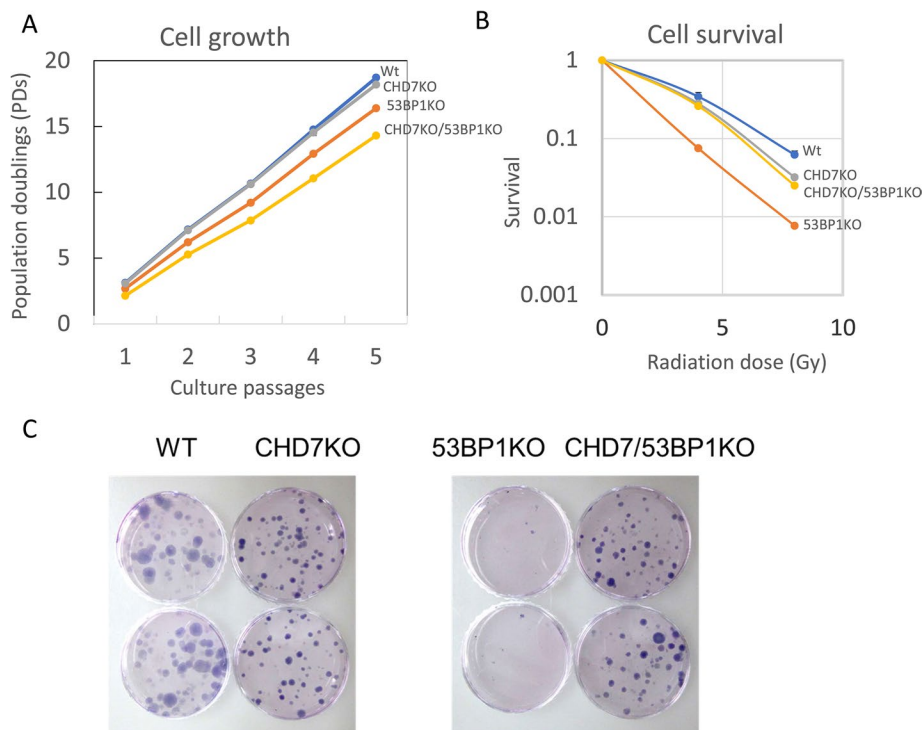 A
Cell growth
Population doublings (PDs)
20
15
10
5
0
1 2 3 4 5
Culture passages
Wt
CHD7KO
53BP1KO
CHD7KO/53BP1KO
B
Cell survival
Survival
1
0.1
0.01
0.001
0 5 10
Radiation dose (Gy)
Wt
CHD7KO
CHD7KO/53BP1KO
53BP1KO
C
WT CHD7KO 53BP1KO CHD7/53BP1KO